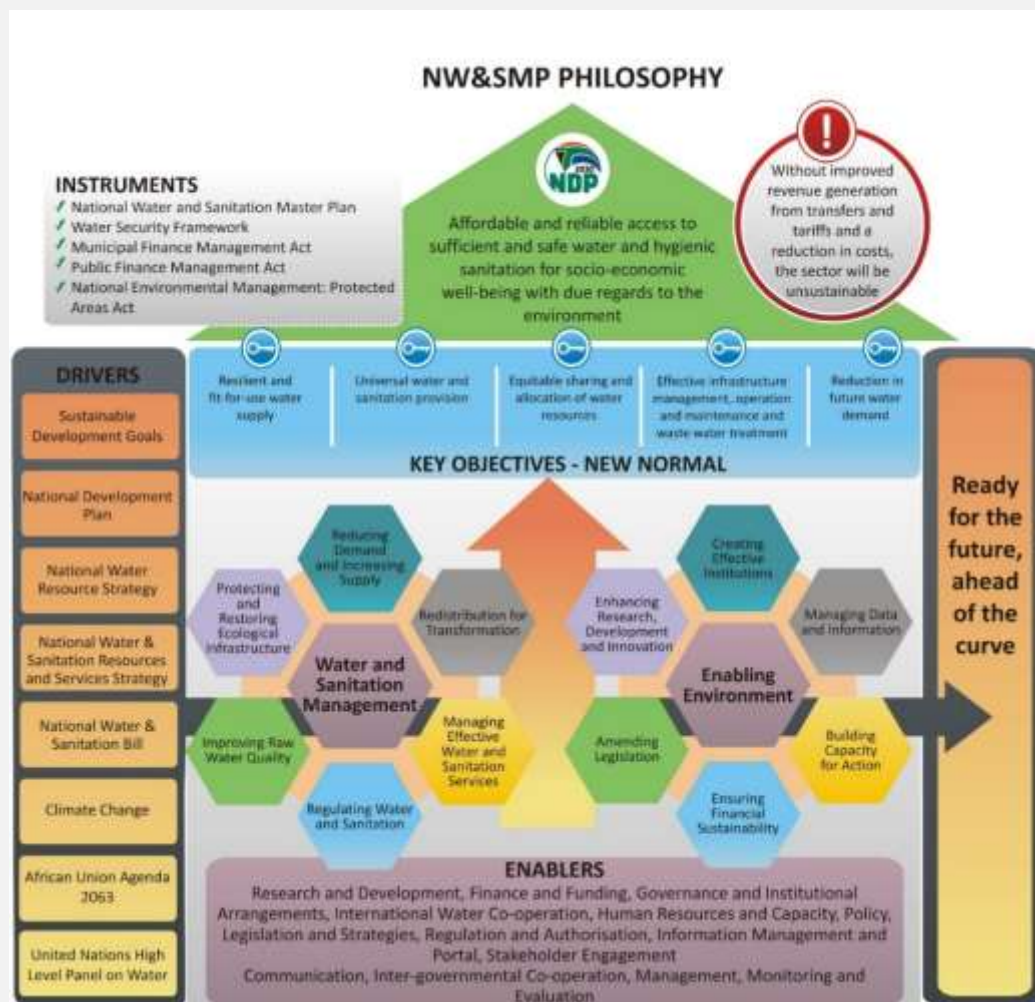 NW&SMP PHILOSOPHY
INSTRUMENTS
National Water and Sanitation Master Plan
Water Security Framework
Municipal Finance Management Act
Public Finance Management Act
National Environmental Management: Protected
Areas Act
NDP
Affordable and reliable access to
sufficient and safe water and hygienic
sanitation for socio-economic
well-being with due regards to the
environment
!
Without improved
revenue generation
from transfers and
tariffs and a
reduction in costs,
the sector will be
unsustainable
DRIVERS
Sustainable
Development Goals
National Development
Plan
National Water
Resource Strategy
National Water &
Sanitation Resources
and Services Strategy
National Water &
Sanitation Bill
Climate Change
African Union Agenda
2063
United Nations High
Level Panel on Water
Resilient and
fit-for-use water
supply
Universal water and
sanitation provision
Equitable sharing and
allocation of water
resources
Effective infrastructure
management, operation
and maintenance and
waste water treatment
Reduction in
future water
demand
KEY OBJECTIVES - NEW NORMAL
Reducing
Demand
and Increasing
Supply
Protecting
and
Restoring
Ecological
Infrastructure
Redistribution for
Transformation
Water and
Sanitation
Management
Improving Raw
Water Quality
Managing
Effective
Water and
Sanitation
Services
Regulating Water
and Sanitation
Creating
Effective
Institutions
Enhancing
Research,
Development
and Innovation
Managing Data
and Information
Enabling
Environment
Amending
Legislation
Building
Capacity
for Action
Ensuring
Financial
Sustainability
Ready
for the
future,
ahead
of the
curve
ENABLERS
Research and Development, Finance and Funding, Governance and Institutional
Arrangements, International Water Co-operation, Human Resources and Capacity, Policy,
Legislation and Strategies, Regulation and Authorisation, Information Management and
Portal, Stakeholder Engagement
Communication, Inter-governmental Co-operation, Management, Monitoring and
Evaluation